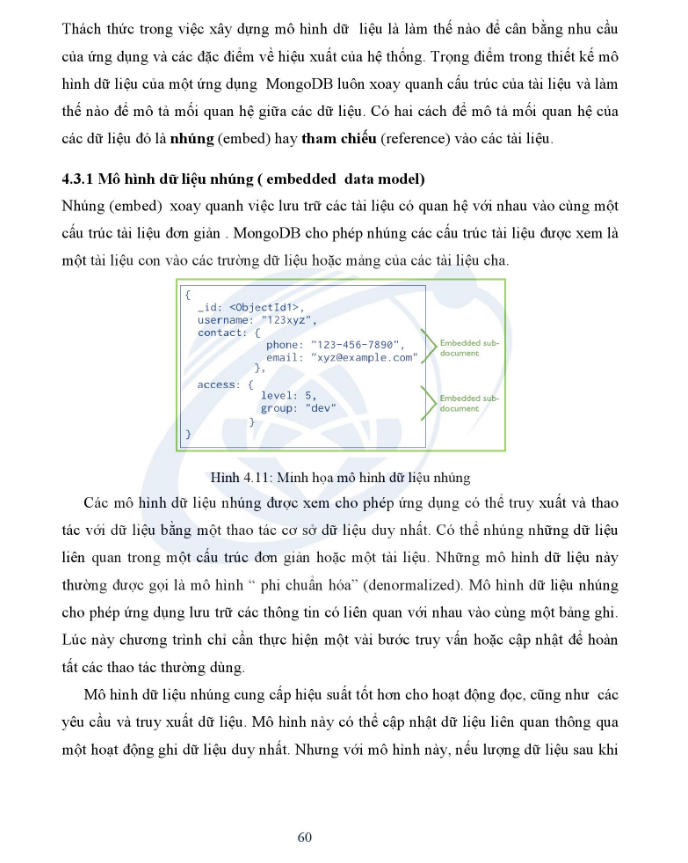 Thách thức trong việc xây dựng mô hình dữ liệu là làm thế nào để cân bằng nhu cầu
của ứng dụng và các đặc điểm về hiệu xuất của hệ thống. Trọng điểm trong thiết kế mô
hình dữ liệu của một ứng dụng MongoDB luôn xoay quanh cấu trúc của tài liệu và làm
thế nào để mô tả mối quan hệ giữa các dữ liệu. Có hai cách để mô tả mối quan hệ của
các dữ liệu đó là nhúng (embed) hay tham chiếu (reference) vào các tài liệu.
4.3.1 Mô hình dữ liệu nhúng ( embedded data model)
Nhúng (embed) xoay quanh việc lưu trữ các tài liệu có quan hệ với nhau vào cùng một
cấu trúc tài liệu đơn giản . MongoDB cho phép nhúng các cấu trúc tài liệu được xem là
một tài liệu con vào các trường dữ liệu hoặc mảng của các tài liệu cha.
{
_id: <ObjectId1>,
username: "123xyz",
contact: {
phone: "123-456-7890",
email: "xyz@example.com"
},
Embedded sub-
document
access: {
level: 5,
group: "dev"
}
Embedded sub-
document
}
Hình 4.11: Minh họa mô hình dữ liệu nhúng
Các mô hình dữ liệu nhúng được xem cho phép ứng dụng có thể truy xuất và thao
tác với dữ liệu bằng một thao tác cơ sở dữ liệu duy nhất. Có thể nhúng những dữ liệu
liên quan trong một cấu trúc đơn giản hoặc một tài liệu. Những mô hình dữ liệu này
thường được gọi là mô hình “ phi chuẩn hóa” (denormalized). Mô hình dữ liệu nhúng
cho phép ứng dụng lưu trữ các thông tin có liên quan với nhau vào cùng một bảng ghi.
Lúc này chương trình chỉ cần thực hiện một vài bước truy vấn hoặc cập nhật để hoàn
tất các thao tác thường dùng.
Mô hình dữ liệu nhúng cung cấp hiệu suất tốt hơn cho hoạt động đọc, cũng như các
yêu cầu và truy xuất dữ liệu. Mô hình này có thể cập nhật dữ liệu liên quan thông qua
một hoạt động ghi dữ liệu duy nhất. Nhưng với mô hình này, nếu lượng dữ liệu sau khi
60